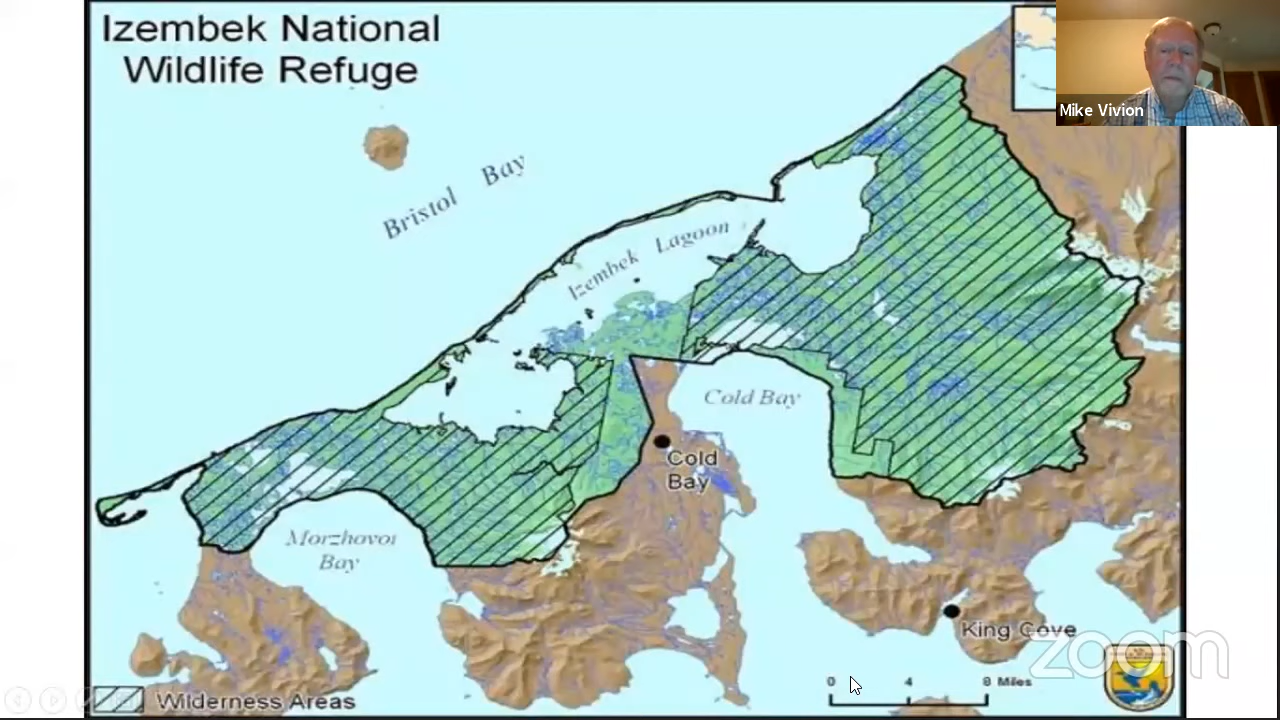 Izembek National
Wildlife Refuge
Mike Vivion
Bristol Bay
Izembek Lagoon
Cold Bay
Cold
Bay
Morzhovoi
Bay
King Cove
zoom
0 4 8 Miles
Wilderness Areas